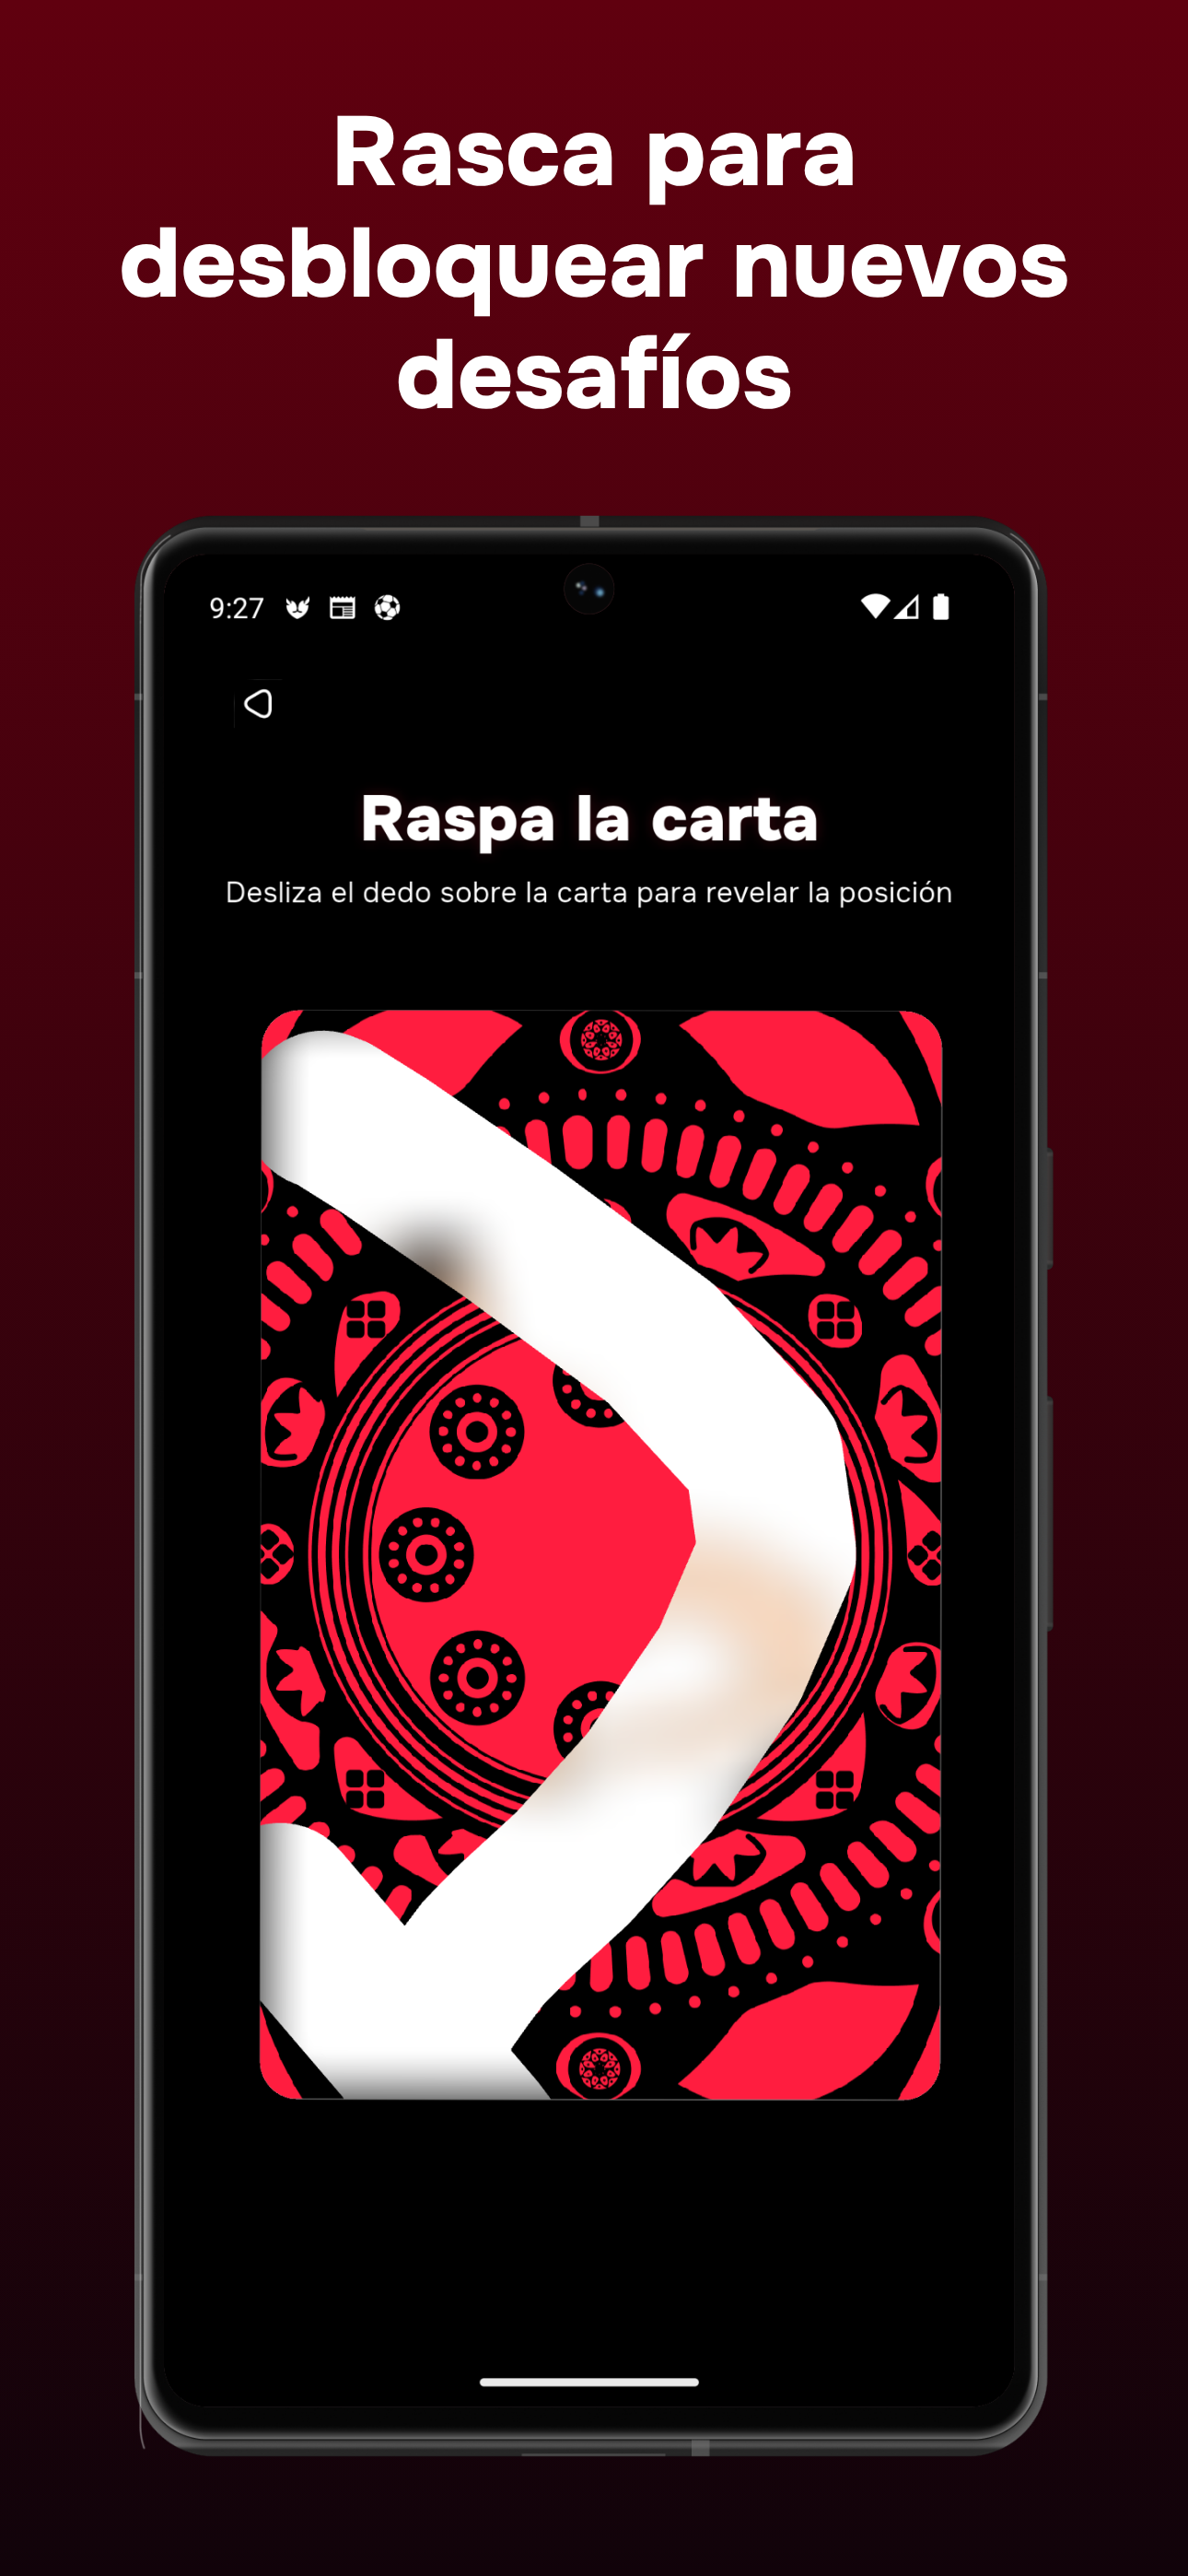 Rasca para
desbloquear nuevos
desafíos
9:27
Raspa la carta
Desliza el dedo sobre la carta para revelar la posición